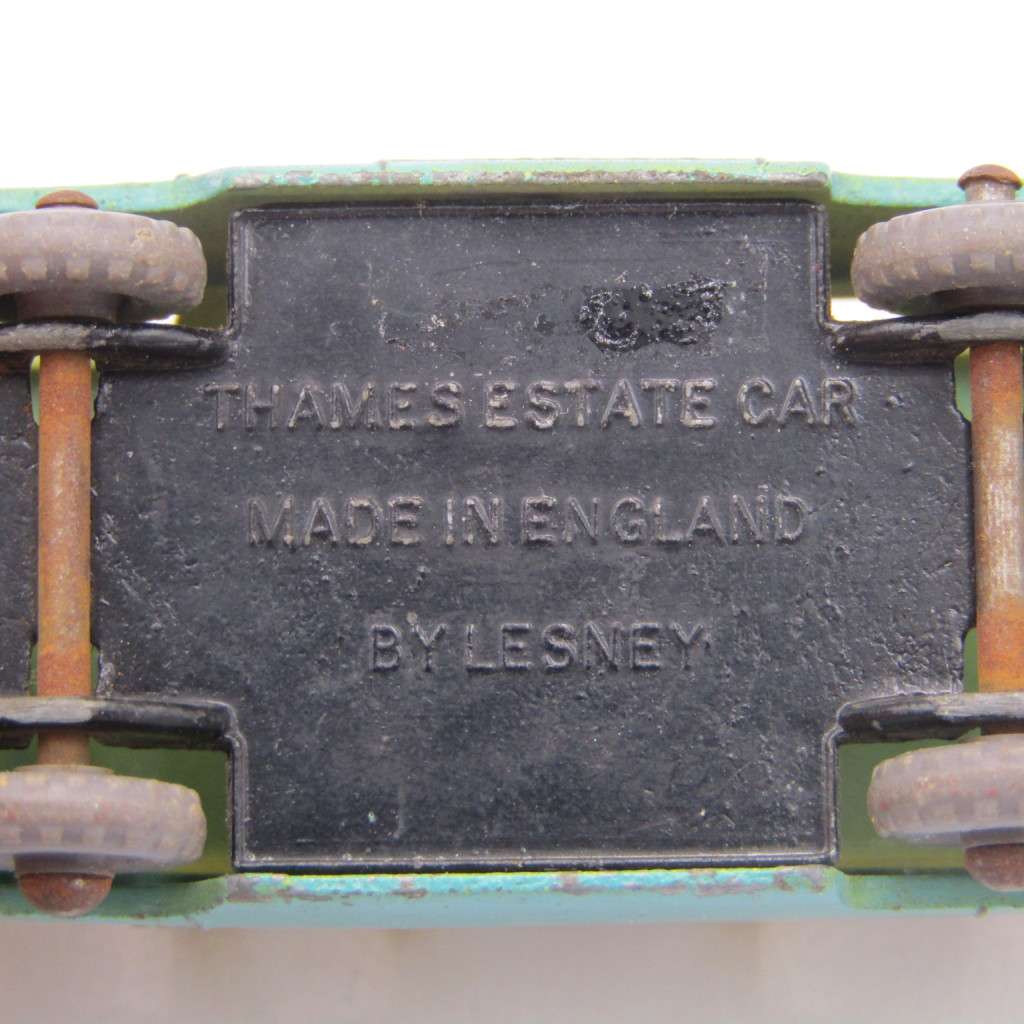 THAMES ESTATE CAR
MADE IN ENGLAND
BY LESNEY